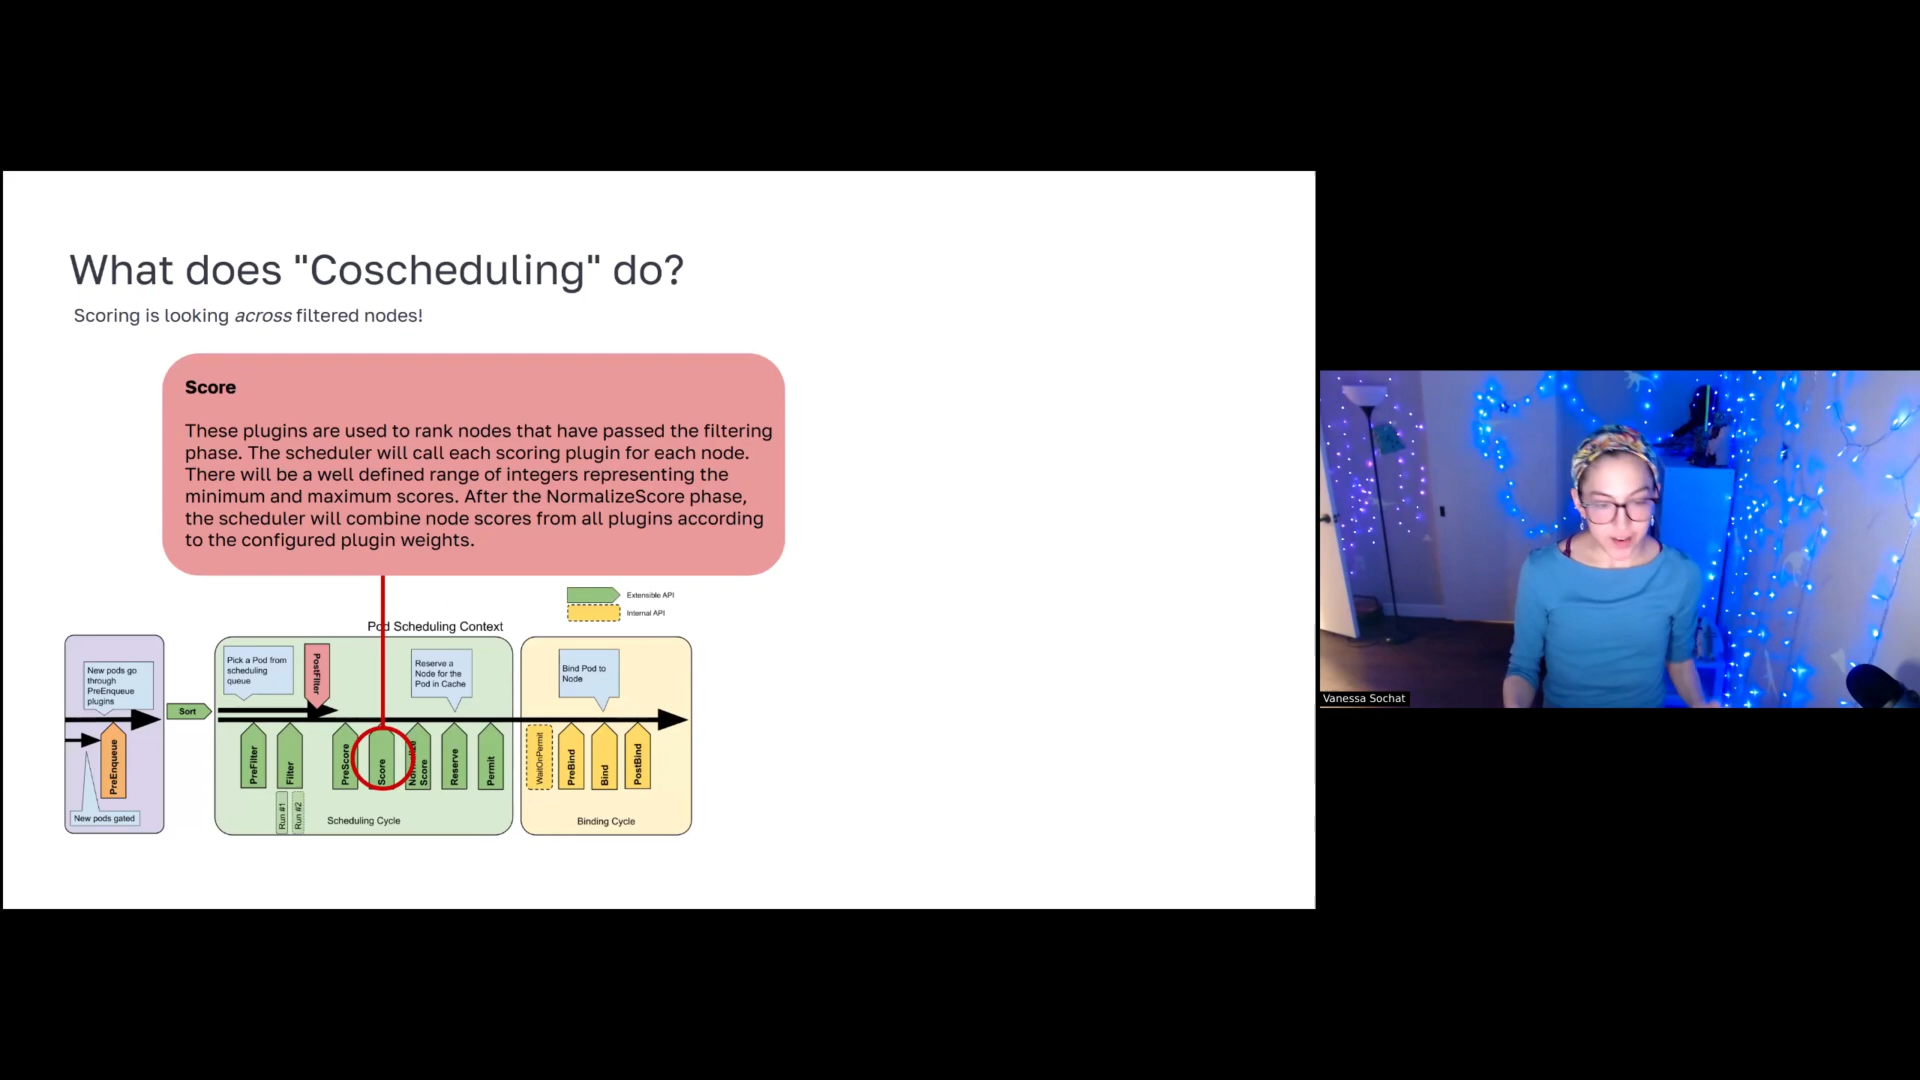 What does "Coscheduling" do?
Scoring is looking across filtered nodes!
Score
These plugins are used to rank nodes that have passed the filtering
phase. The scheduler will call each scoring plugin for each node.
There will be a well defined range of integers representing the
minimum and maximum scores. After the NormalizeScore phase,
the scheduler will combine node scores from all plugins according
to the configured plugin weights.
Extensible API
Internal API
Pod Scheduling Context
New pods go
through
PreEnqueue
plugins
PreEnqueue
New pods gated
Sort
Pick a Pod from
scheduling
queue
PostFilter
Reserve a
Node for the
Pod in Cache
PreFilter
Filter
Run #1
Run #2
PreScore
Score
Normalize
Score
Reserve
Permit
Scheduling Cycle
Bind Pod to
Node
WaitOnPermit
PreBind
Bind
PostBind
Binding Cycle
Vanessa Sochat